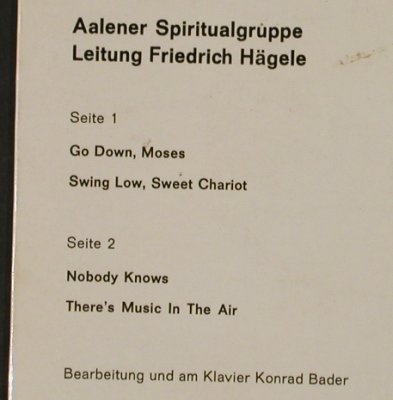 Aalener Spiritualgruppe
Leitung Friedrich Hägele
Seite 1
Go Down, Moses
Swing Low, Sweet Chariot
Seite 2
Nobody Knows
There's Music In The Air
Bearbeitung und am Klavier Konrad Bader